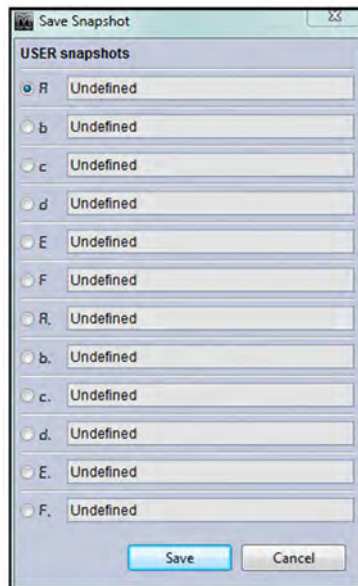 Save Snapshot
USER snapshots
A Undefined
b Undefined
c Undefined
d Undefined
E Undefined
F Undefined
A. Undefined
b. Undefined
c. Undefined
d. Undefined
E. Undefined
F. Undefined
Save Cancel